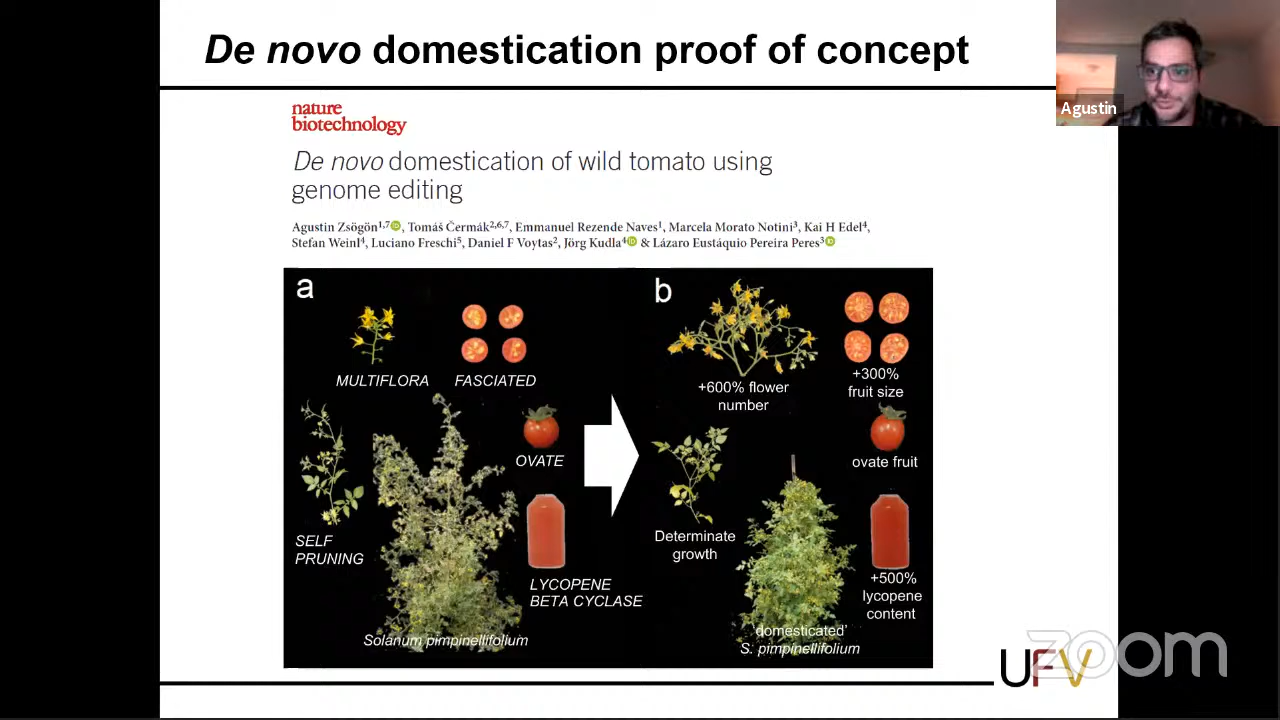 De novo domestication proof of concept
Agustin
nature
biotechnology
De novo domestication of wild tomato using
genome editing
Agustin Zsögön1,7, Tomáš Čermák2,6,7, Emmanuel Rezende Naves1, Marcela Morato Notini3, Kai H Edel4,
Stefan Weinl4, Luciano Freschi5, Daniel F Voytas2, Jörg Kudla4 & Lázaro Eustáquio Pereira Peres3
a
MULTIFLORA
FASCIATED
OVATE
SELF
PRUNING
LYCOPENE
BETA CYCLASE
Solanum pimpinellifolium
b
+600% flower
number
+300%
fruit size
ovate fruit
Determinate
growth
+500%
lycopene
content
'domesticated'
S. pimpinellifolium
UFV
zoom